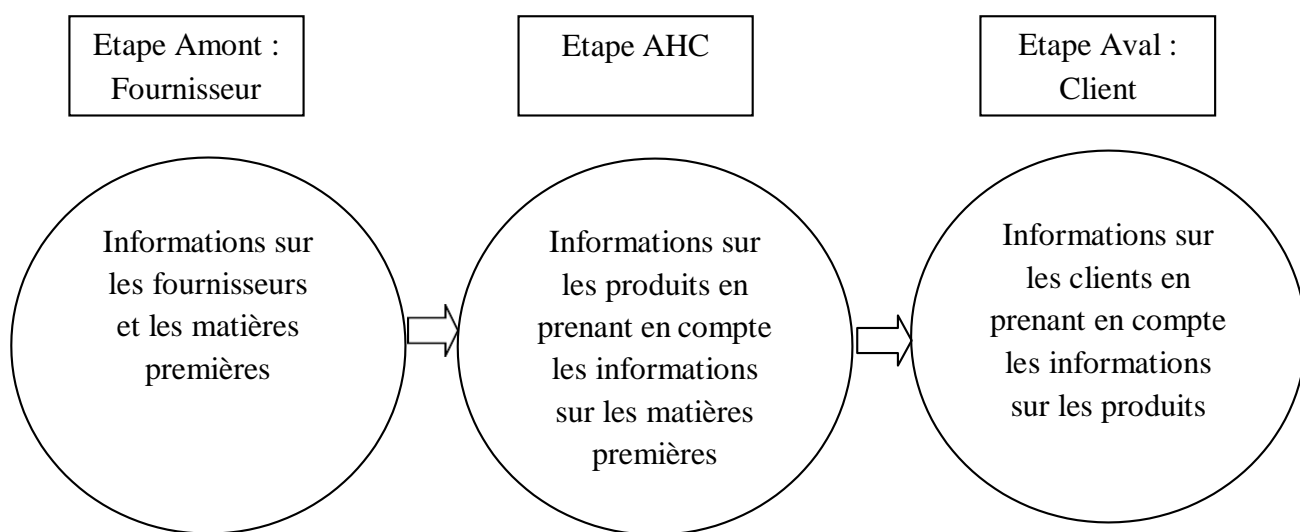 Etape Amont :
Fournisseur
Etape AHC
Etape Aval :
Client
Informations sur
les fournisseurs
et les matières
premières
Informations sur
les produits en
prenant en compte
les informations
sur les matières
premières
Informations sur
les clients en
prenant en compte
les informations
sur les produits